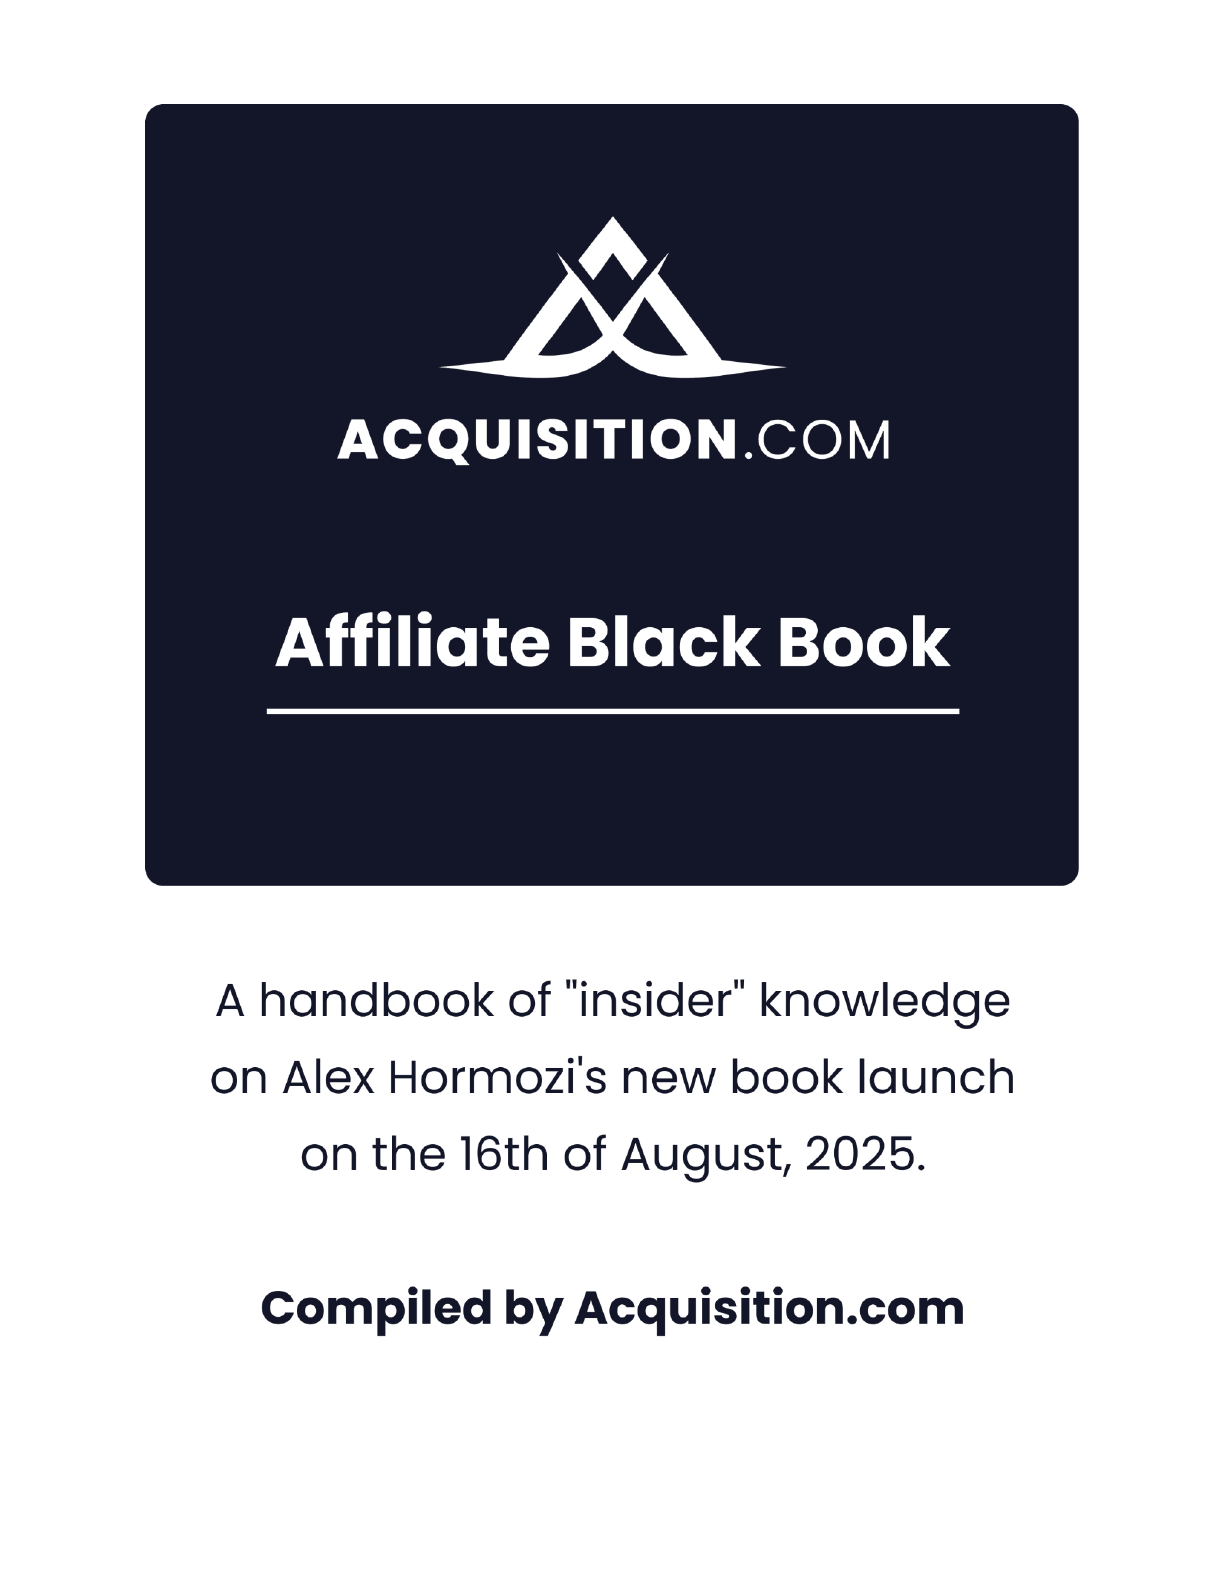 ACQUISITION.COM
Affiliate Black Book
A handbook of "insider" knowledge
on Alex Hormozi's new book launch
on the 16th of August, 2025.
Compiled by Acquisition.com